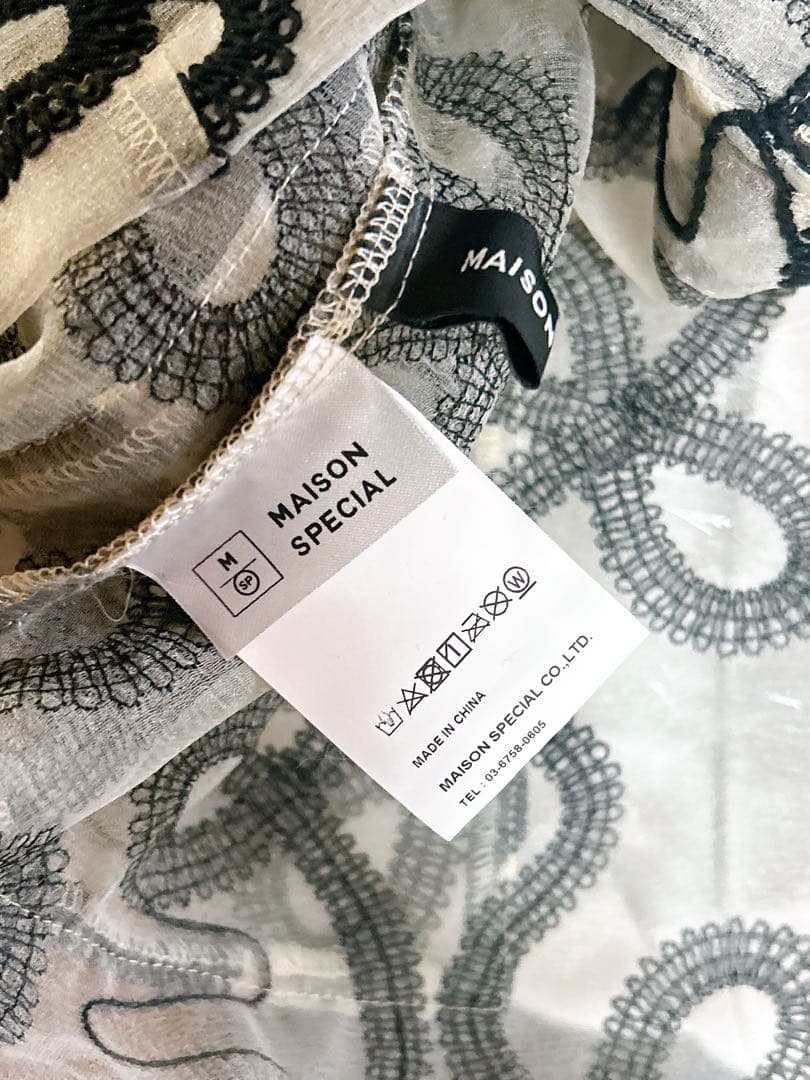 MAISON
MAISON
SPECIAL
M
SP
W
MADE IN CHINA
MAISON SPECIAL CO.,LTD.
TEL : 03-6758-0605